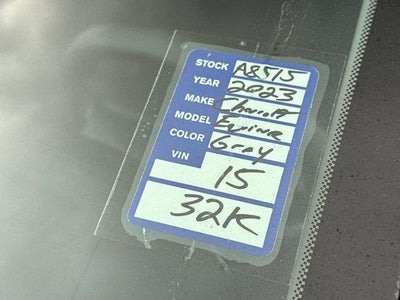 STOCK A8515
YEAR 2023
MAKE Chevrolet
MODEL Equinox
COLOR Gray
VIN
15
32K